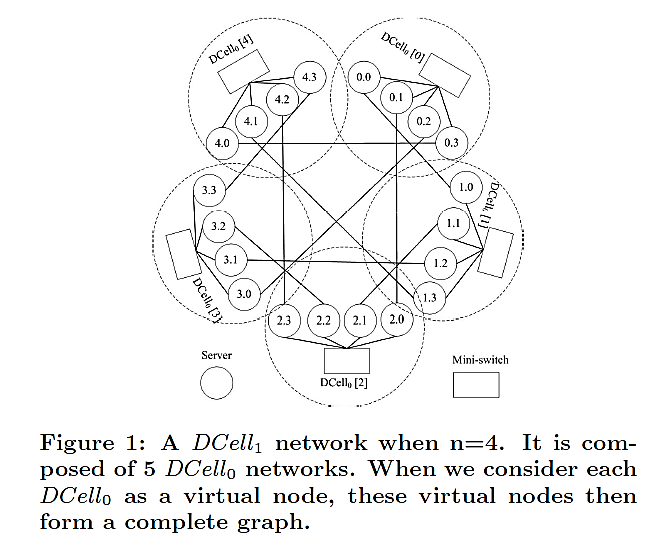 DCell₀ [4]
DCell₀ [0]
4.3
0.0
4.2
0.1
4.1
0.2
4.0
0.3
3.3
1.0
DCell₀ [1]
3.2
1.1
3.1
1.2
3.0
1.3
DCell₀ [3]
2.3
2.2
2.1
2.0
Server
Mini-switch
DCell₀ [2]
Figure 1: A DCell₁ network when n=4. It is com-
posed of 5 DCell₀ networks. When we consider each
DCell₀ as a virtual node, these virtual nodes then
form a complete graph.